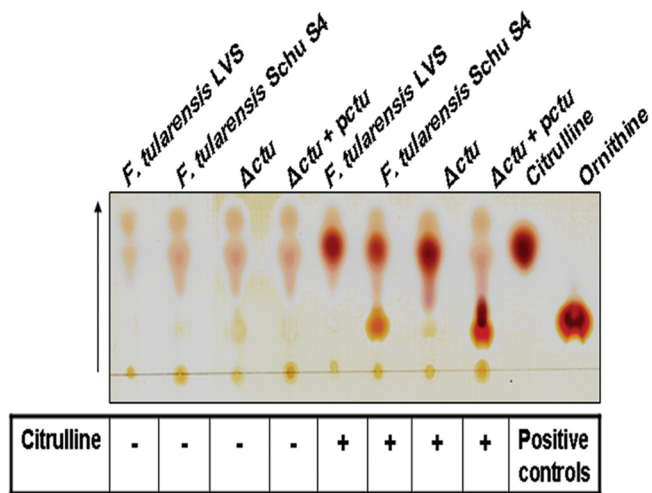 F. tularensis LVS
F. tularensis Schu S4
Δctu
Δctu + pctu
F. tularensis LVS
F. tularensis Schu S4
Δctu
Δctu + pctu
Citrulline
Ornithine
Citrulline - - - - + + + + Positive
controls